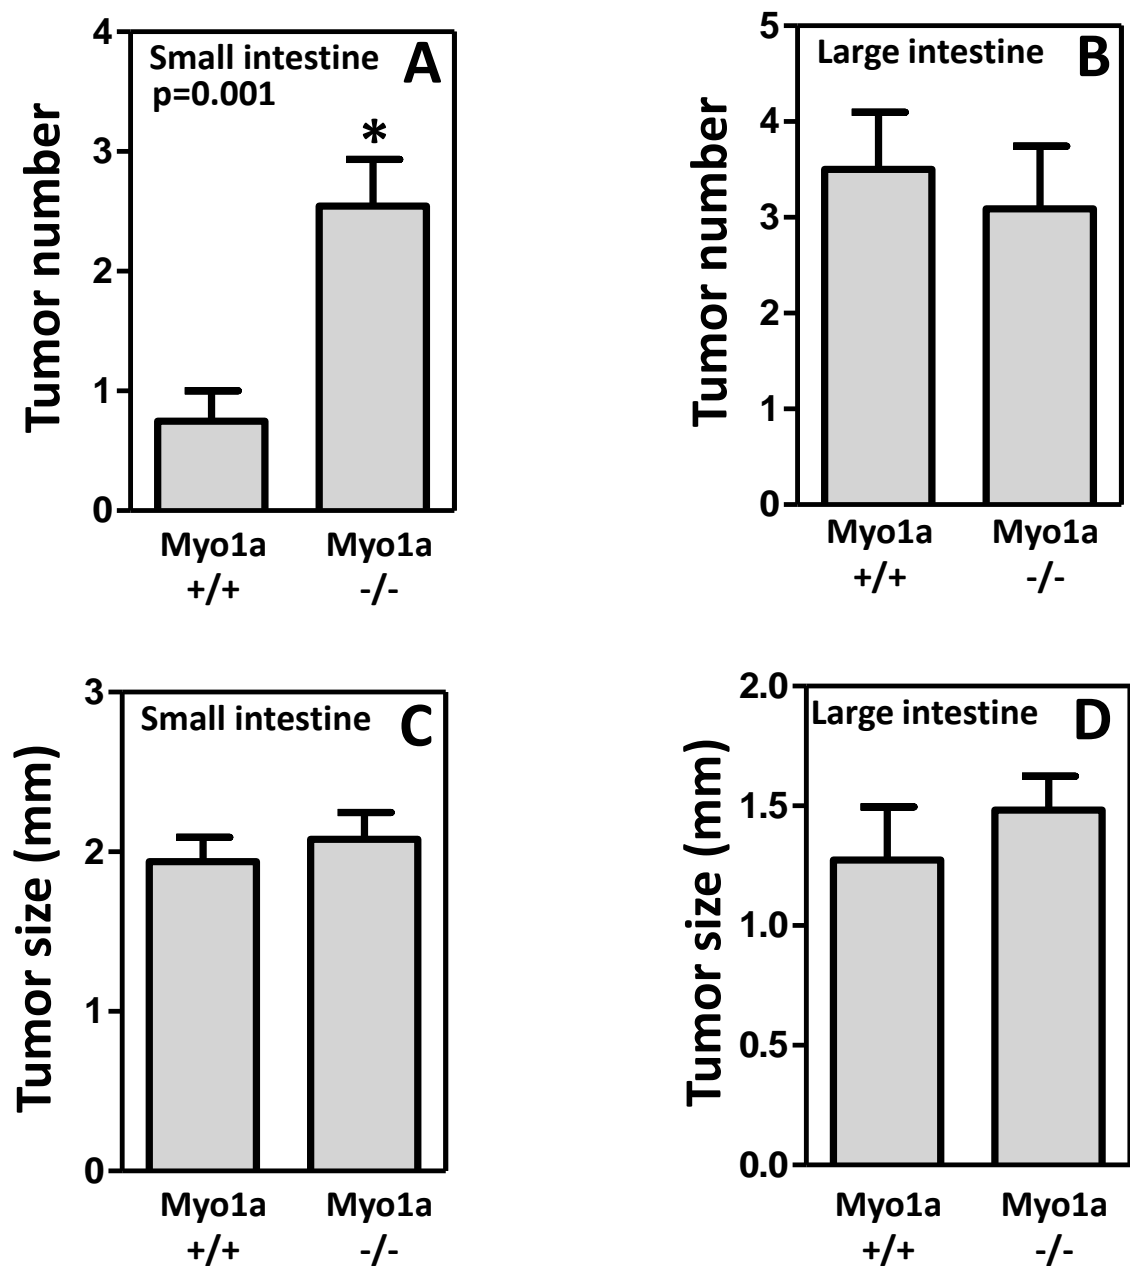 Small intestine
A
p=0.001
*
Tumor number
4
3
2
1
0
Myo1a
+/+
Myo1a
-/-
Large intestine
B
Tumor number
5
4
3
2
1
0
Myo1a
+/+
Myo1a
-/-
Small intestine
C
Tumor size (mm)
3
2
1
0
Myo1a
+/+
Myo1a
-/-
Large intestine
D
Tumor size (mm)
2.0
1.5
1.0
0.5
0.0
Myo1a
+/+
Myo1a
-/-